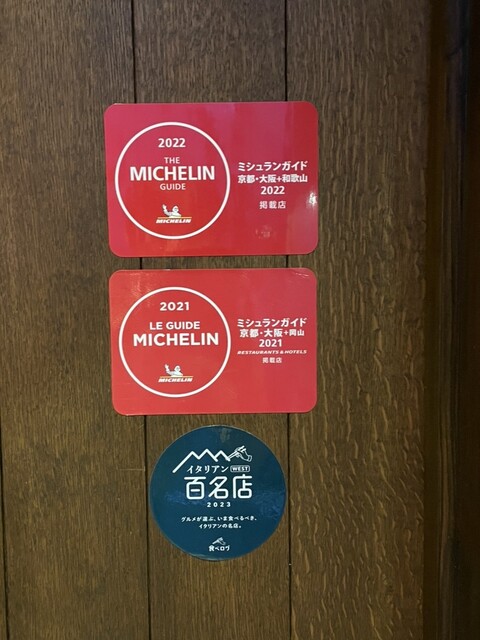 2022
THE
MICHELIN
GUIDE
MICHELIN
ミシュランガイド
京都・大阪+和歌山
2022
掲載店
2021
LE GUIDE
MICHELIN
MICHELIN
ミシュランガイド
京都・大阪+岡山
2021
RESTAURANTS & HOTELS
掲載店
イタリアン WEST
百名店
2023
グルメが選ぶ、いま食べるべき、
イタリアンの名店。
食べログ